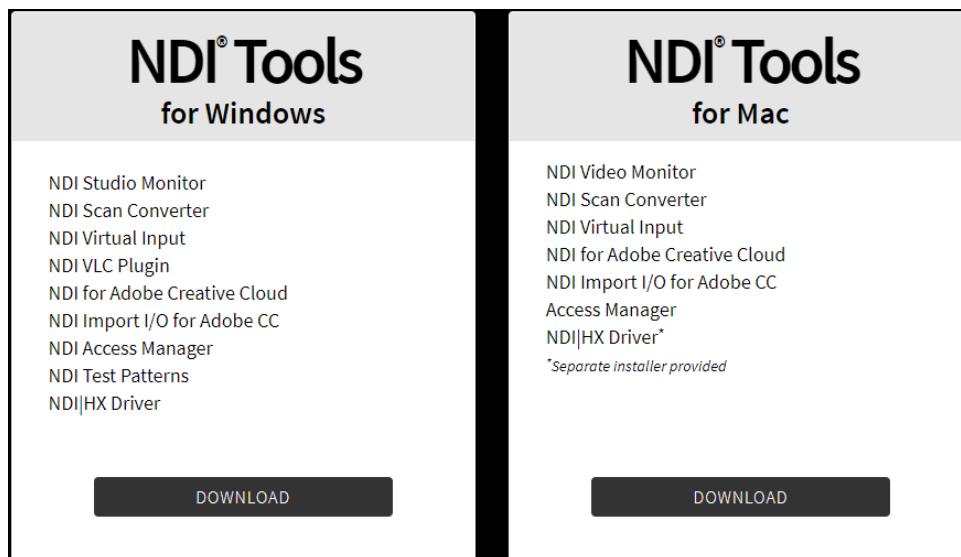 NDI® Tools
for Windows
NDI Studio Monitor
NDI Scan Converter
NDI Virtual Input
NDI VLC Plugin
NDI for Adobe Creative Cloud
NDI Import I/O for Adobe CC
NDI Access Manager
NDI Test Patterns
NDI|HX Driver
DOWNLOAD
NDI® Tools
for Mac
NDI Video Monitor
NDI Scan Converter
NDI Virtual Input
NDI for Adobe Creative Cloud
NDI Import I/O for Adobe CC
Access Manager
NDI|HX Driver*
*Separate installer provided
DOWNLOAD